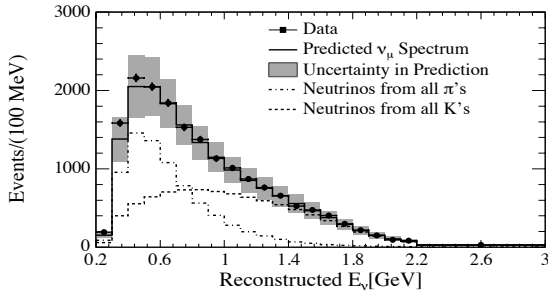 3000
2000
1000
0
Events/(100 MeV)
Data
Predicted ν_μ Spectrum
Uncertainty in Prediction
Neutrinos from all π's
Neutrinos from all K's
0.2 0.6 1 1.4 1.8 2.2 2.6 3
Reconstructed E_ν[GeV]